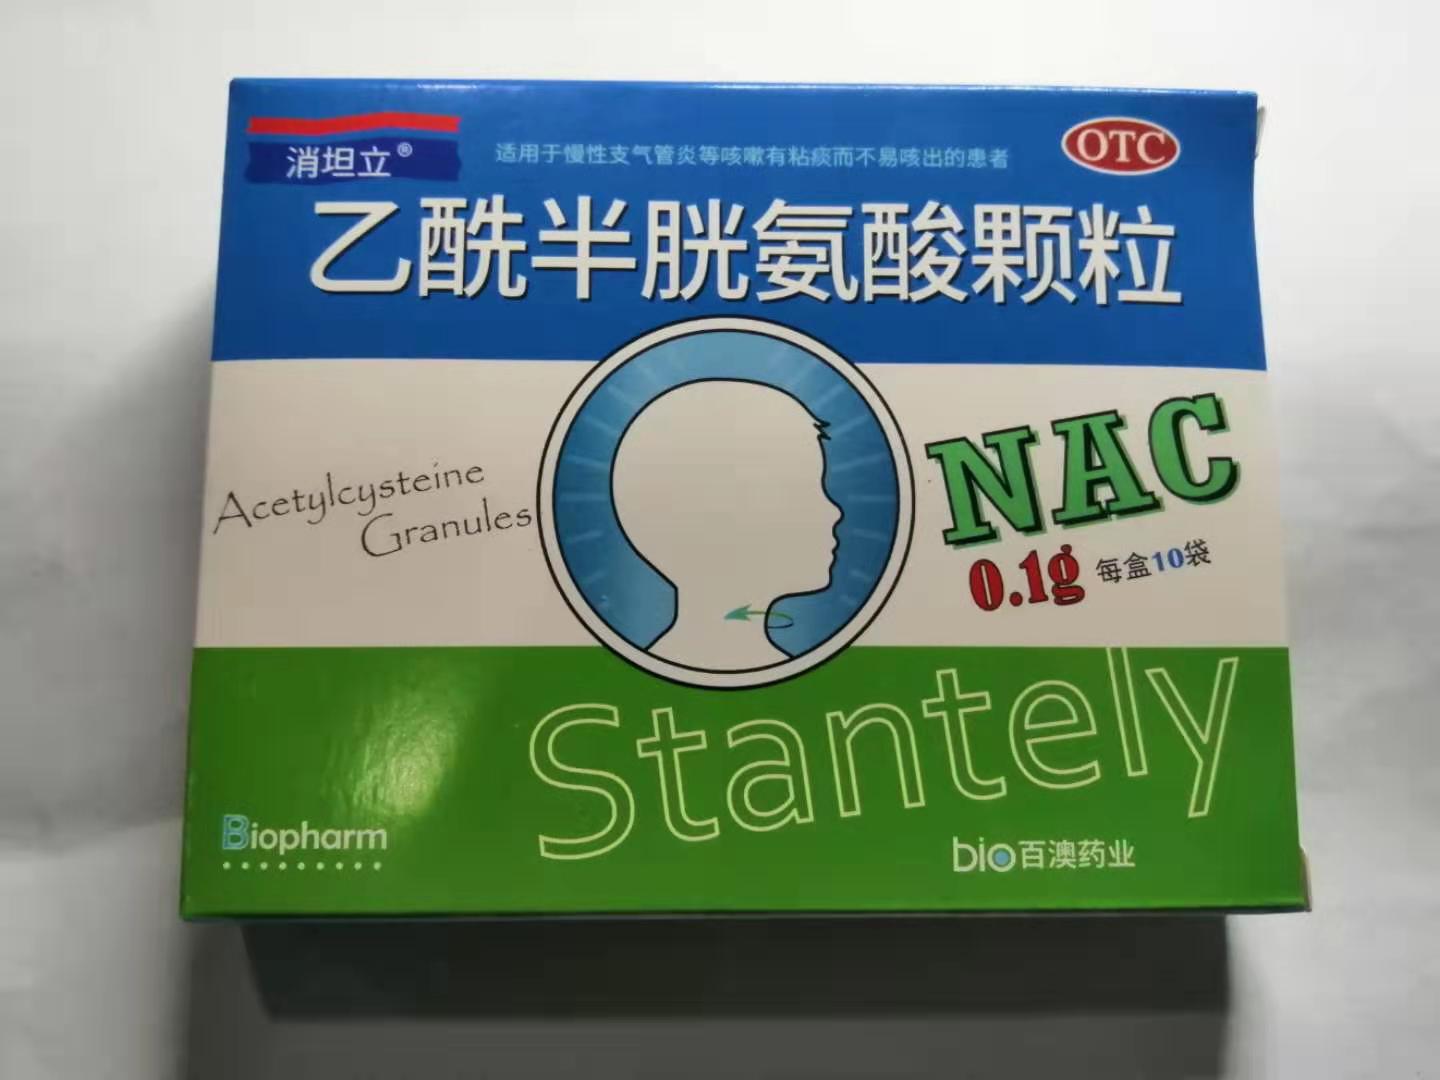 消坦立®
适用于慢性支气管炎等咳嗽有粘痰而不易咳出的患者
OTC
乙酰半胱氨酸颗粒
Acetylcysteine
Granules
NAC
0.1g 每盒10袋
Stantely
Biopharm
bio百澳药业